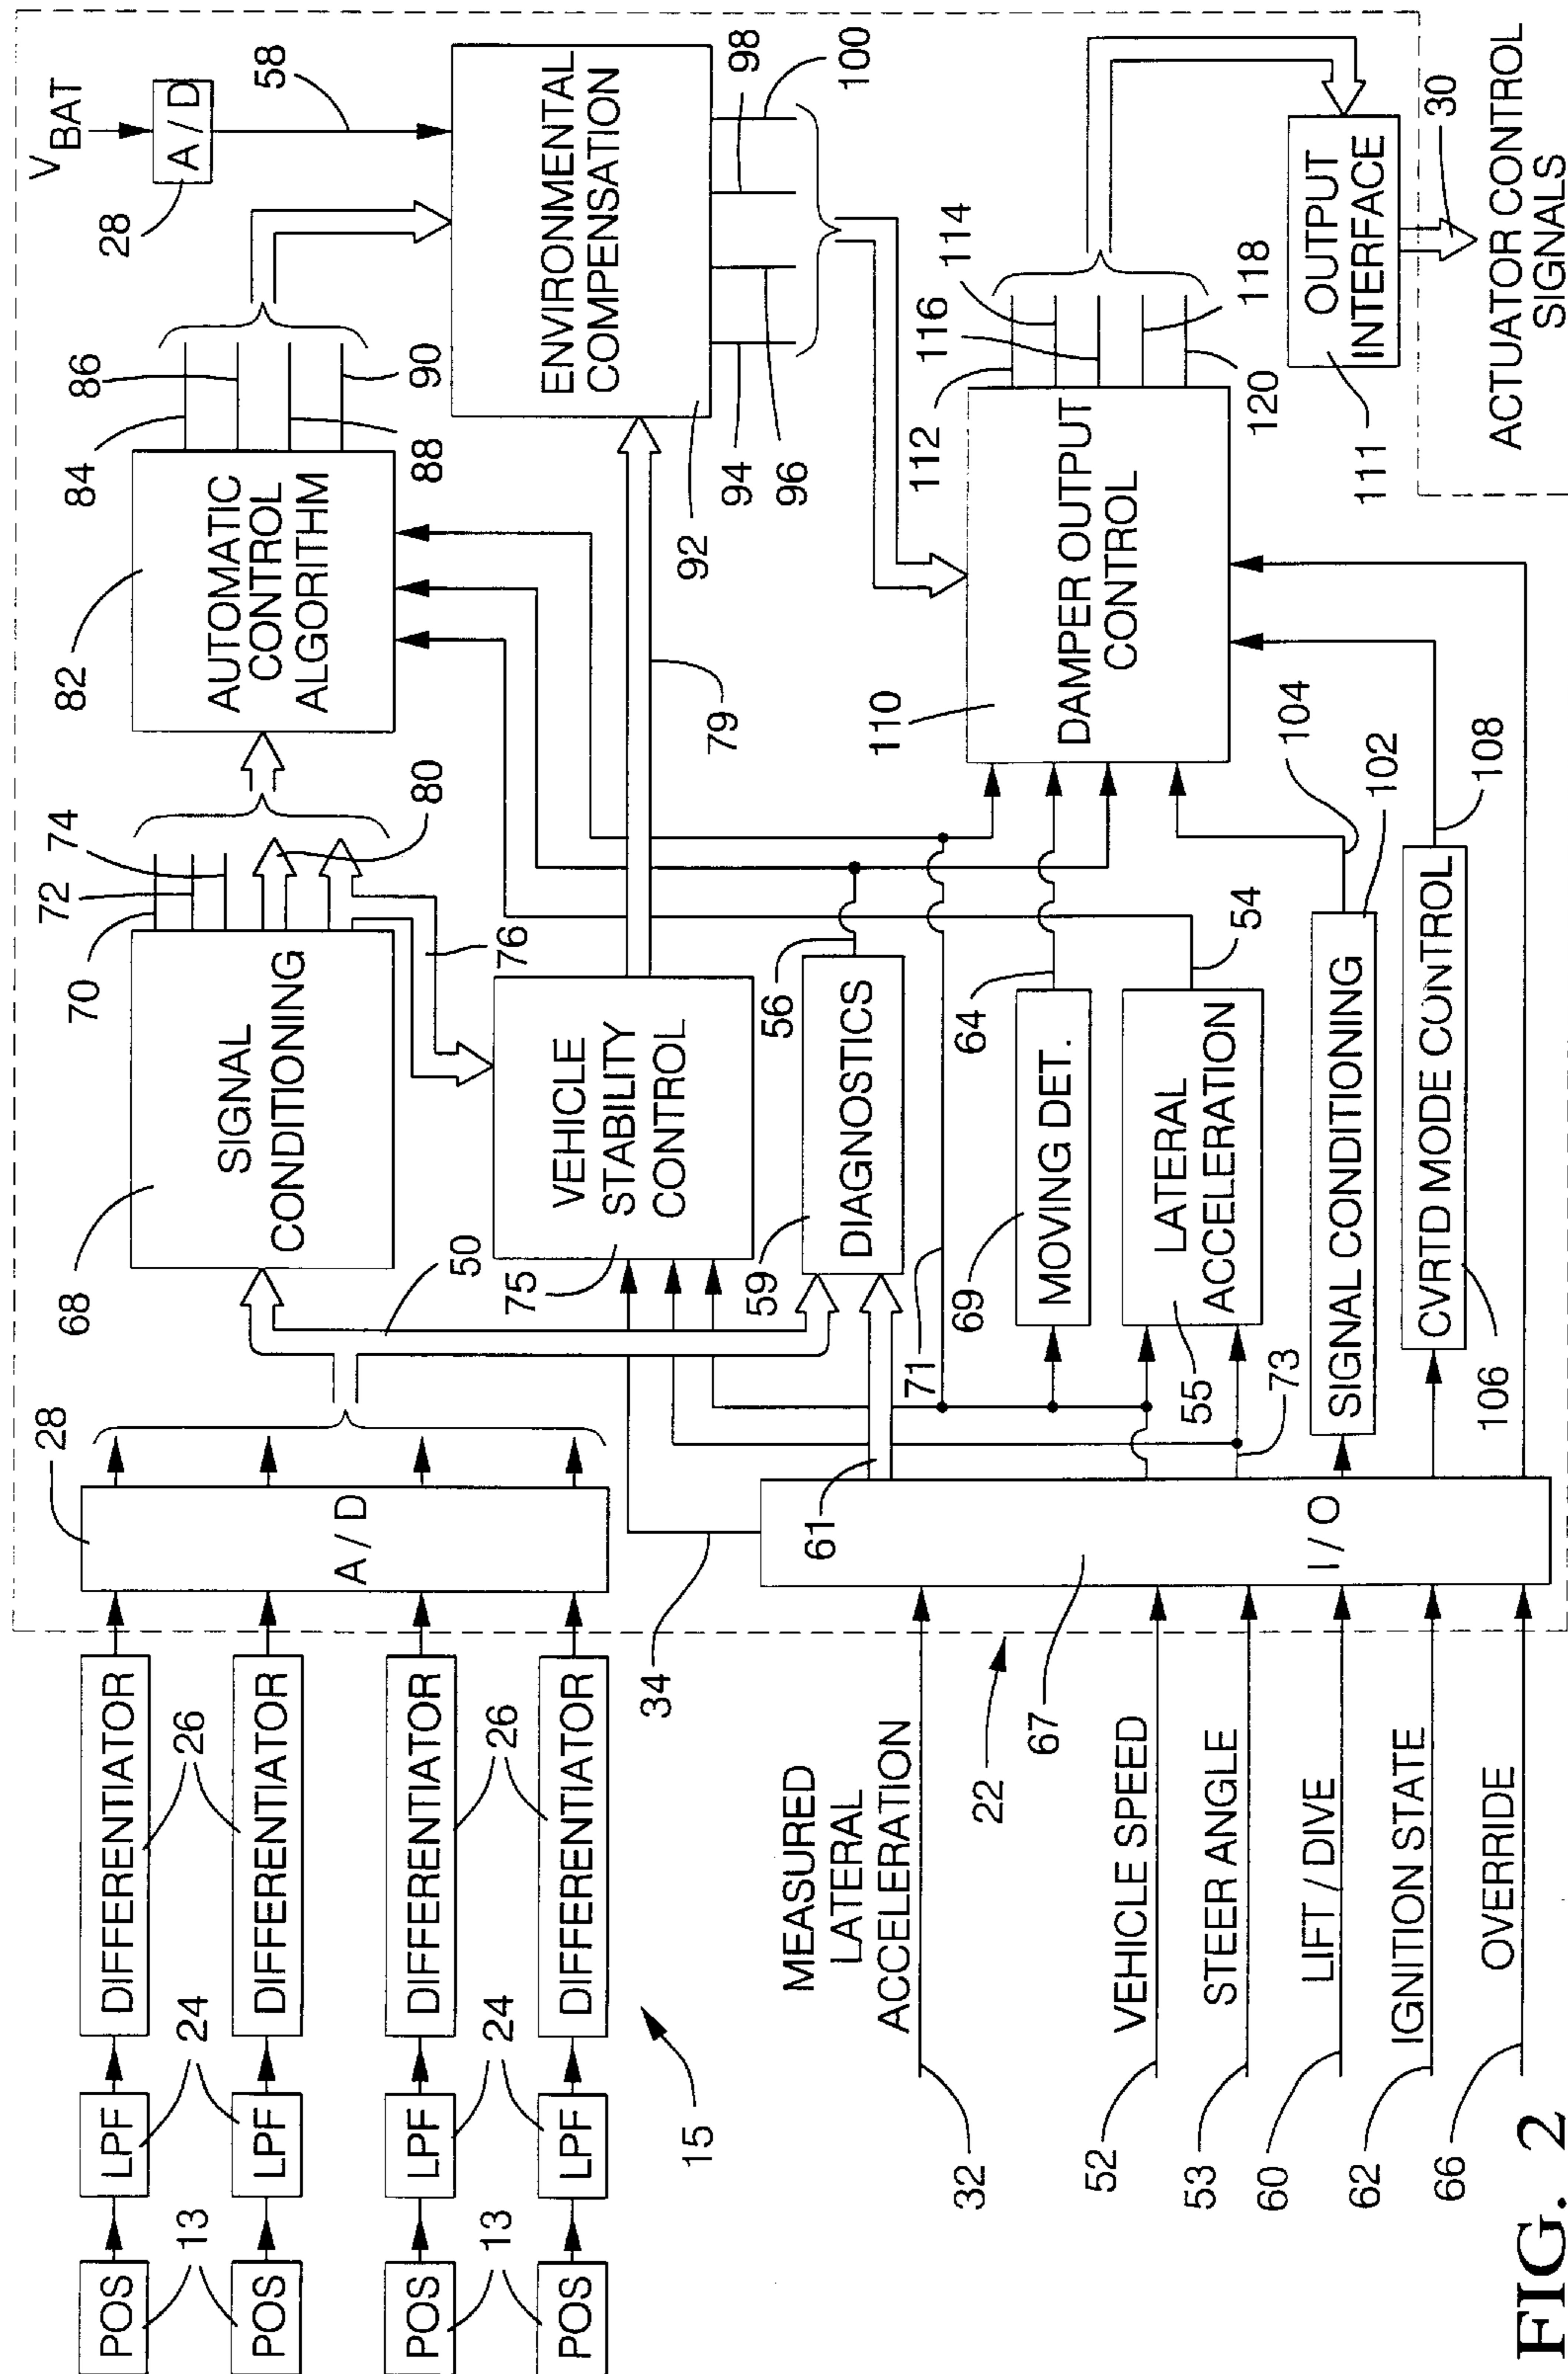 POS
13
POS
POS
13
POS
LPF
24
LPF
LPF
24
LPF
DIFFERENTIATOR
26
DIFFERENTIATOR
DIFFERENTIATOR
26
DIFFERENTIATOR
15
28
A / D
68
SIGNAL
CONDITIONING
70
72
74
80
76
82
AUTOMATIC
CONTROL
ALGORITHM
84
86
88
90
28
A / D
V BAT
58
50
34
75
VEHICLE
STABILITY
CONTROL
79
92
ENVIRONMENTAL
COMPENSATION
94
96
98
100
59
DIAGNOSTICS
56
61
MEASURED
LATERAL
ACCELERATION
32
22
67
I / O
71
69
MOVING DET.
64
55
LATERAL
ACCELERATION
54
73
110
DAMPER OUTPUT
CONTROL
112
116
114
118
120
52
VEHICLE SPEED
53
STEER ANGLE
60
LIFT / DIVE
62
IGNITION STATE
66
OVERRIDE
SIGNAL CONDITIONING
104
102
106
CVRTD MODE CONTROL
108
111
OUTPUT
INTERFACE
30
ACTUATOR CONTROL
SIGNALS
FIG. 2